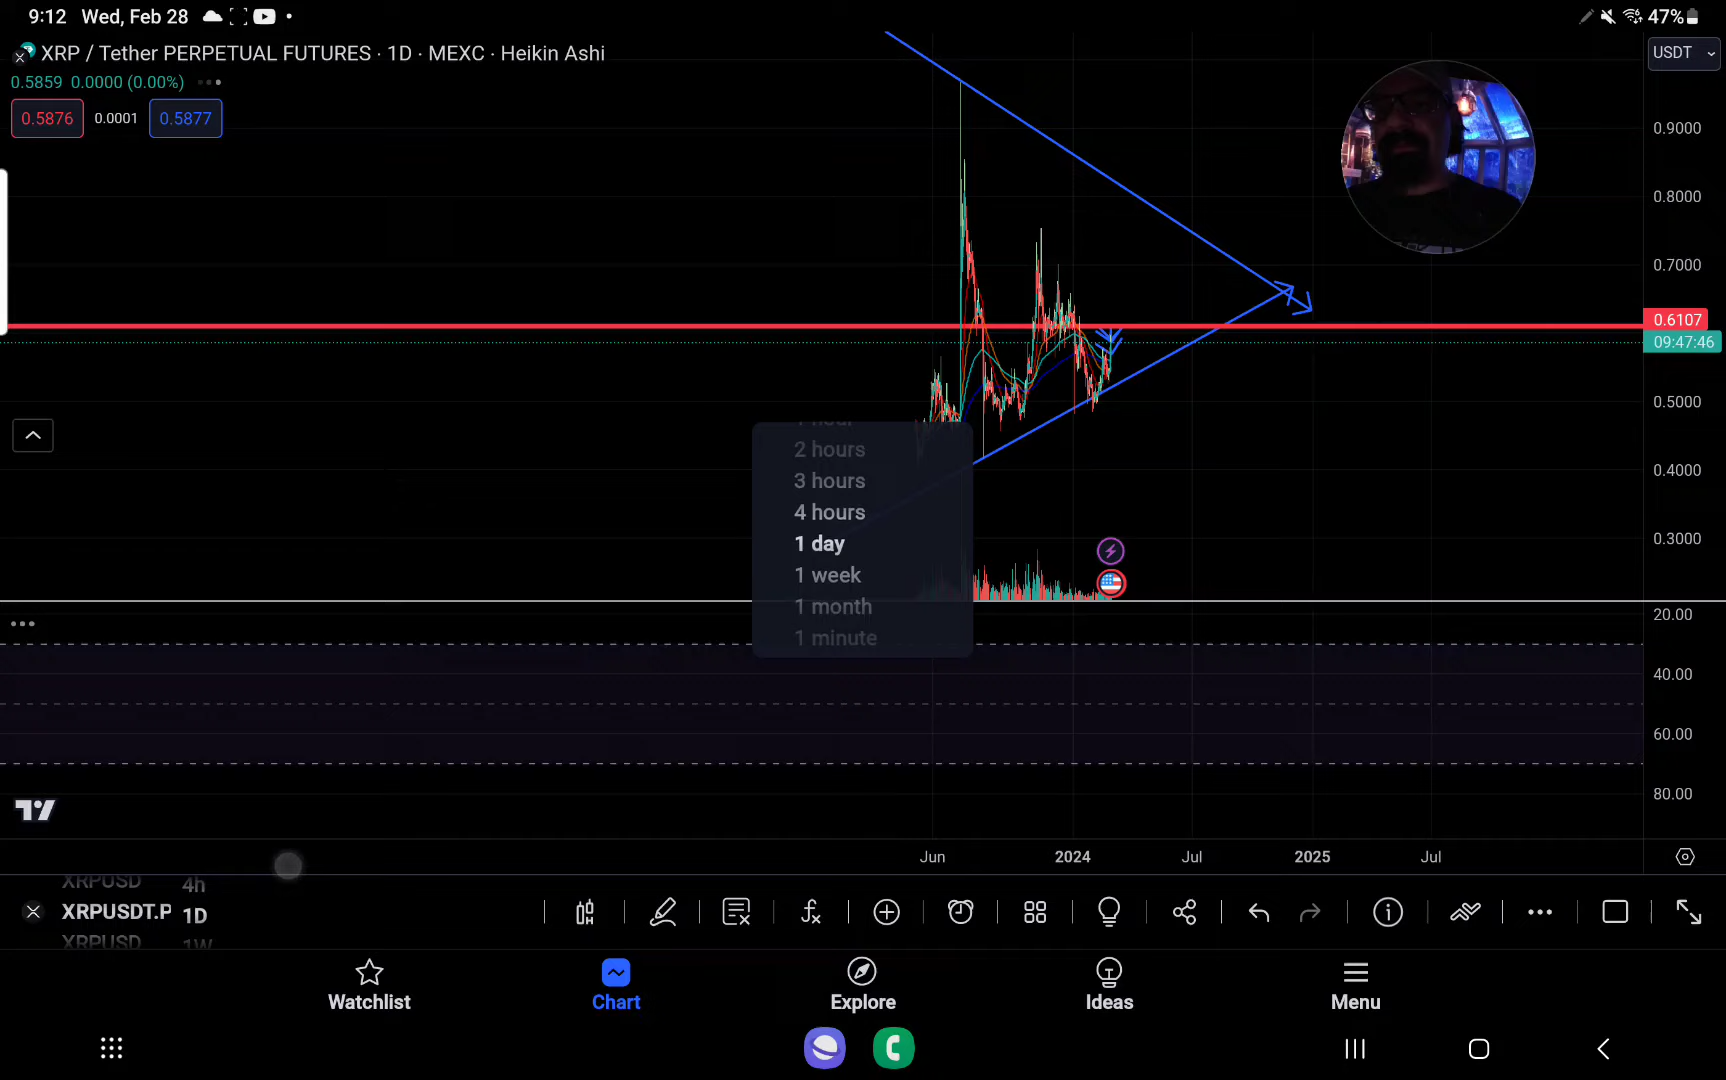 9:12 Wed, Feb 28
47%
XRP / Tether PERPETUAL FUTURES · 1D · MEXC · Heikin Ashi
USDT
0.5859 0.0000 (0.00%)
0.5876 0.0001 0.5877
0.9000
0.8000
0.7000
0.6107
09:47:46
0.5000
0.4000
0.3000
1 hour
2 hours
3 hours
4 hours
1 day
1 week
1 month
1 minute
20.00
40.00
60.00
80.00
Jun 2024 Jul 2025 Jul
XRPUSD 4h
XRPUSDT.P 1D
XRPUSD 1W
Watchlist Chart Explore Ideas Menu